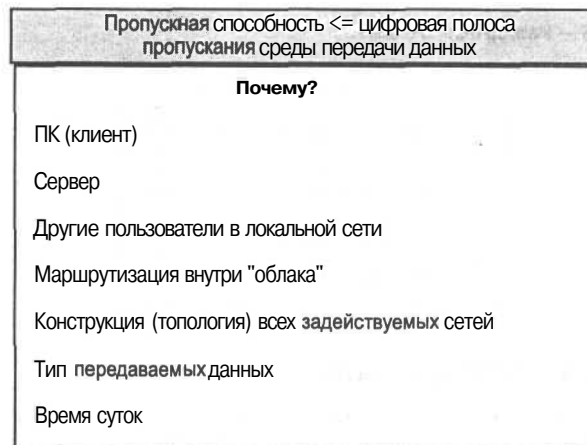 Пропускная способность <= цифровая полоса
пропускания среды передачи данных
Почему?
ПК (клиент)
Сервер
Другие пользователи в локальной сети
Маршрутизация внутри "облака"
Конструкция (топология) всех задействуемых сетей
Тип передаваемых данных
Время суток